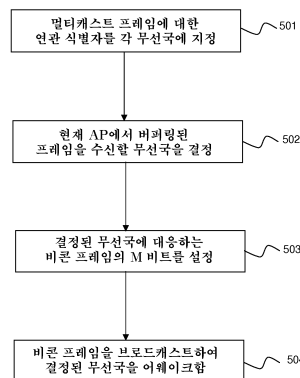 멀티캐스트 프레임에 대한
연관 식별자를 각 무선국에 지정
501
현재 AP에서 버퍼링된
프레임을 수신할 무선국을 결정
502
결정된 무선국에 대응하는
비콘 프레임의 M 비트를 설정
503
비콘 프레임을 브로드캐스트하여
결정된 무선국을 어웨이크함
504